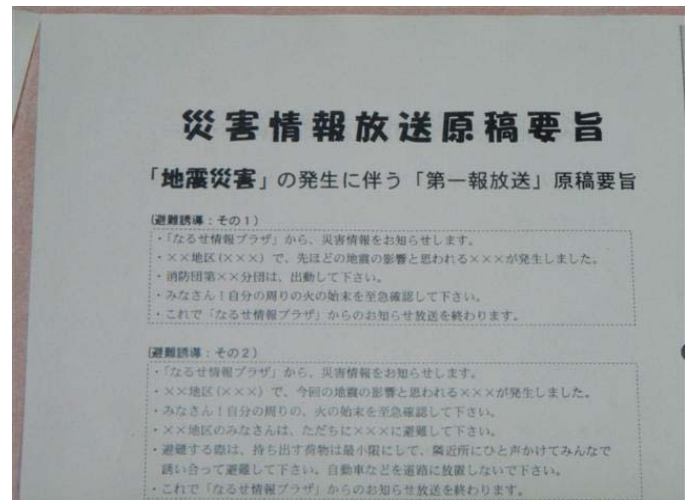 災害情報放送原稿要旨
「地震災害」の発生に伴う「第一報放送」原稿要旨
(避難誘導:その1)
・「なるせ情報プラザ」から、災害情報をお知らせします。
・××地区(×××)で、先ほどの地震の影響と思われる×××が発生しました。
・消防団第××分団は、出動して下さい。
・みなさん!自分の周りの火の始末を至急確認して下さい。
・これで「なるせ情報プラザ」からのお知らせ放送を終わります。
(避難誘導:その2)
・「なるせ情報プラザ」から、災害情報をお知らせします。
・××地区(×××)で、今回の地震の影響と思われる×××が発生しました。
・みなさん!自分の周りの、火の始末を至急確認して下さい。
・××地区のみなさんは、ただちに×××に避難して下さい。
・避難する際は、持ち出す荷物は最小限にして、隣近所にひと声かけてみんなで
誘い合って避難して下さい。自動車などを道路に放置しないで下さい。
・これで「なるせ情報プラザ」からのお知らせ放送を終わります。